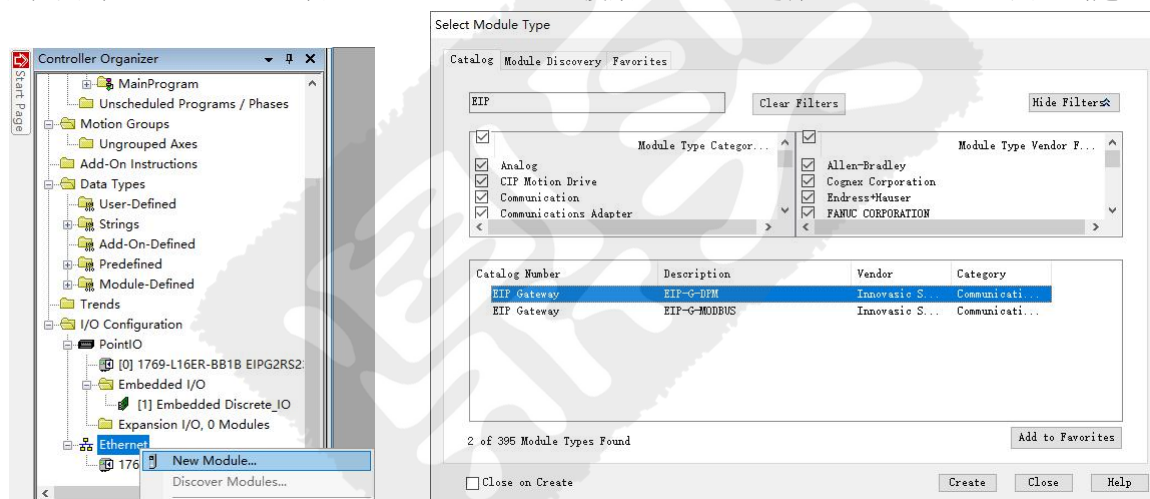 Start Page
Controller Organizer
MainProgram
Unscheduled Programs / Phases
Motion Groups
Ungrouped Axes
Add-On Instructions
Data Types
User-Defined
Strings
Add-On-Defined
Predefined
Module-Defined
Trends
I/O Configuration
PointIO
[0] 1769-L16ER-BB1B EIPG2RS2
Embedded I/O
[1] Embedded Discrete_IO
Expansion I/O, 0 Modules
Ethernet
176
New Module...
Discover Modules...
Select Module Type
Catalog Module Discovery Favorites
EIP Clear Filters Hide Filters
Module Type Categor... Module Type Vendor F...
Analog Allen-Bradley
CIP Motion Drive Cognex Corporation
Communication Endress+Hauser
Communications Adapter FANUC CORPORATION
Catalog Number Description Vendor Category
EIP Gateway EIP-G-DPM Innovasic S... Communicati...
EIP Gateway EIP-G-MODBUS Innovasic S... Communicati...
2 of 395 Module Types Found Add to Favorites
Close on Create Create Close Help